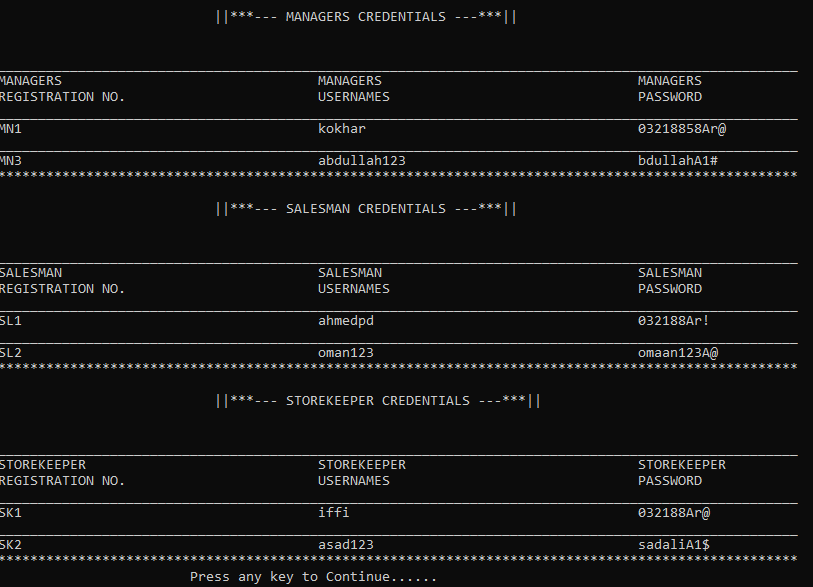 ||***--- MANAGERS CREDENTIALS ---***||
MANAGERS MANAGERS MANAGERS
REGISTRATION NO. USERNAMES PASSWORD
MN1 kokhar 03218858Ar@
MN3 abdullah123 bdullahA1#
****************************************************************************************************
||***--- SALESMAN CREDENTIALS ---***||
SALESMAN SALESMAN SALESMAN
REGISTRATION NO. USERNAMES PASSWORD
SL1 ahmedpd 032188Ar!
SL2 oman123 omaan123A@
****************************************************************************************************
||***--- STOREKEEPER CREDENTIALS ---***||
STOREKEEPER STOREKEEPER STOREKEEPER
REGISTRATION NO. USERNAMES PASSWORD
SK1 iffi 032188Ar@
SK2 asad123 sadaliA1$
****************************************************************************************************
Press any key to Continue......